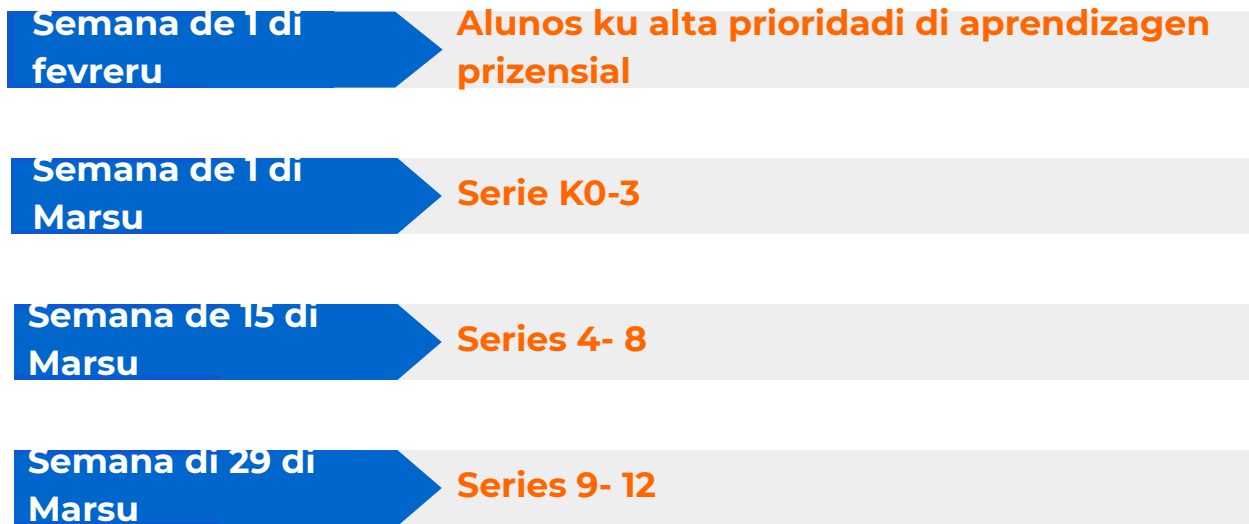 Semana de 1 di
fevreru
Alunos ku alta prioridadi di aprendizagen
prizensial
Semana de 1 di
Marsu
Serie K0-3
Semana de 15 di
Marsu
Series 4- 8
Semana di 29 di
Marsu
Series 9- 12